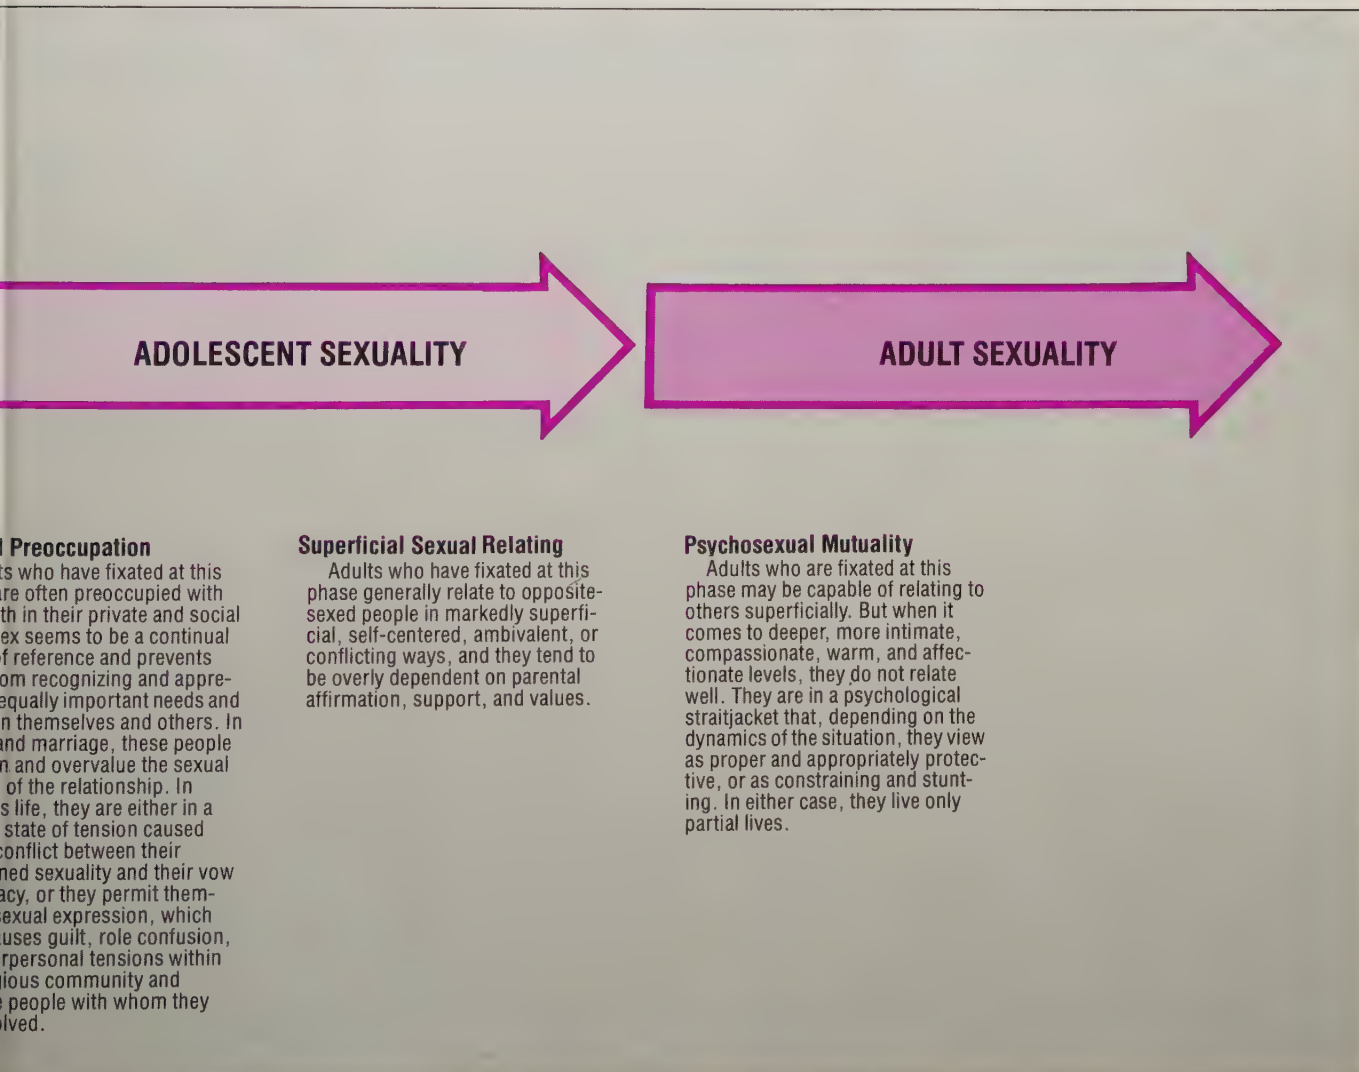 ADOLESCENT SEXUALITY
ADULT SEXUALITY
Preoccupation
who have fixated at this
often preoccupied with
in their private and social
seems to be a continual
reference and prevents
recognizing and appre-
equally important needs and
themselves and others. In
and marriage, these people
and overvalue the sexual
of the relationship. In
life, they are either in a
state of tension caused
conflict between their
sexuality and their vow
or they permit them-
sexual expression, which
guilt, role confusion,
tensions within
community and
people with whom they
Superficial Sexual Relating
Adults who have fixated at this
phase generally relate to opposite-
sexed people in markedly superfi-
cial, self-centered, ambivalent, or
conflicting ways, and they tend to
be overly dependent on parental
affirmation, support, and values.
Psychosexual Mutuality
Adults who are fixated at this
phase may be capable of relating to
others superficially. But when it
comes to deeper, more intimate,
compassionate, warm, and affec-
tionate levels, they do not relate
well. They are in a psychological
straitjacket that, depending on the
dynamics of the situation, they view
as proper and appropriately protec-
tive, or as constraining and stunt-
ing. In either case, they live only
partial lives.